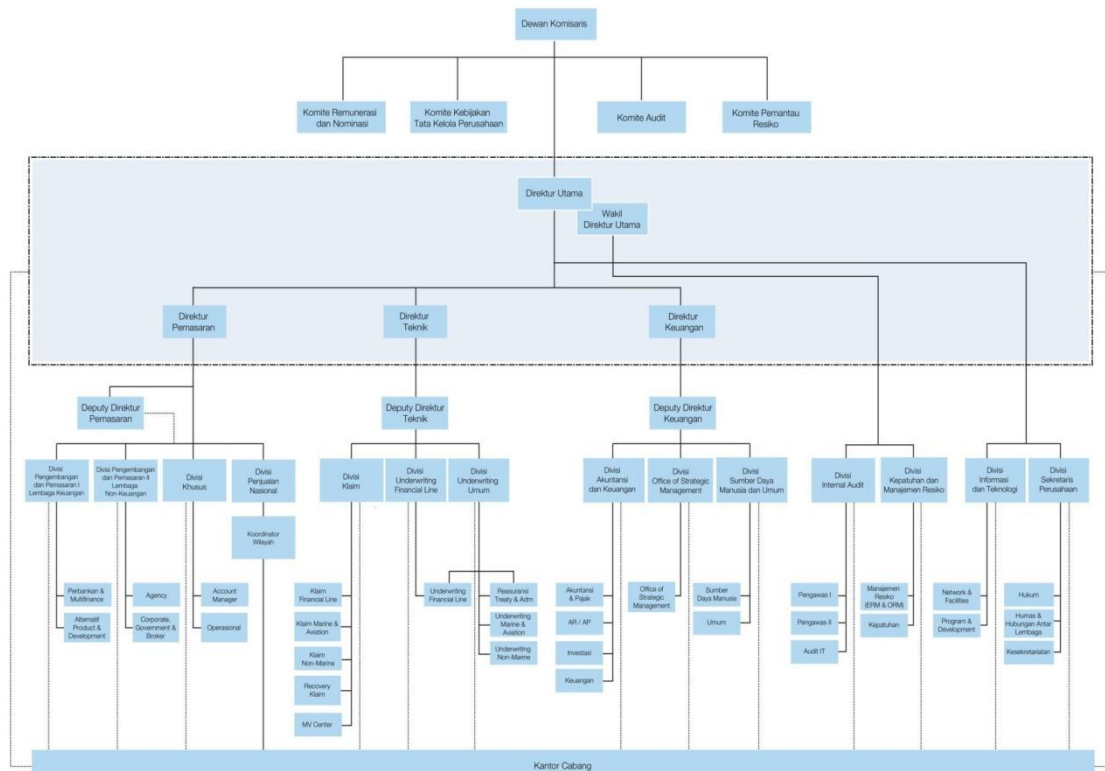 Dewan Komisaris
Komite Remunerasi
dan Nominasi
Komite Kebijakan
Tata Kelola Perusahaan
Komite Audit
Komite Pemantau
Resiko
Direktur Utama
Wakil
Direktur Utama
Direktur
Pemasaran
Direktur
Teknik
Direktur
Keuangan
Deputy Direktur
Pemasaran
Deputy Direktur
Teknik
Deputy Direktur
Keuangan
Divisi
Pengembangan
dan Pemasaran I
Lembaga Keuangan
Divisi Pengembangan
dan Pemasaran II
Lembaga
Non-Keuangan
Divisi
Khusus
Divisi
Penjualan
Nasional
Divisi
Klaim
Divisi
Underwriting
Financial Line
Divisi
Underwriting
Umum
Divisi
Akuntansi
dan Keuangan
Divisi
Office of Strategic
Management
Divisi
Sumber Daya
Manusia dan Umum
Divisi
Internal Audit
Divisi
Kepatuhan dan
Manajemen Resiko
Divisi
Informasi
dan Teknologi
Divisi
Sekretaris
Perusahaan
Koordinator
Wilayah
Perbankan &
Multifinance
Alternatif
Product &
Development
Agency
Corporate,
Government &
Broker
Account
Manager
Operasional
Klaim
Financial Line
Klaim Marine &
Aviation
Klaim
Non-Marine
Recovery
Klaim
MV Center
Underwriting
Financial Line
Reasuransi
Treaty & Adm
Underwriting
Marine &
Aviation
Underwriting
Non-Marine
Akuntansi
& Pajak
AR / AP
Investasi
Keuangan
Office of
Strategic
Management
Sumber
Daya Manusia
Umum
Pengawas I
Pengawas II
Audit IT
Manajemen
Resiko
(ERM & ORM)
Kepatuhan
Network &
Facilities
Program &
Development
Hukum
Humas &
Hubungan Antar
Lembaga
Kesekretariatan
Kantor Cabang